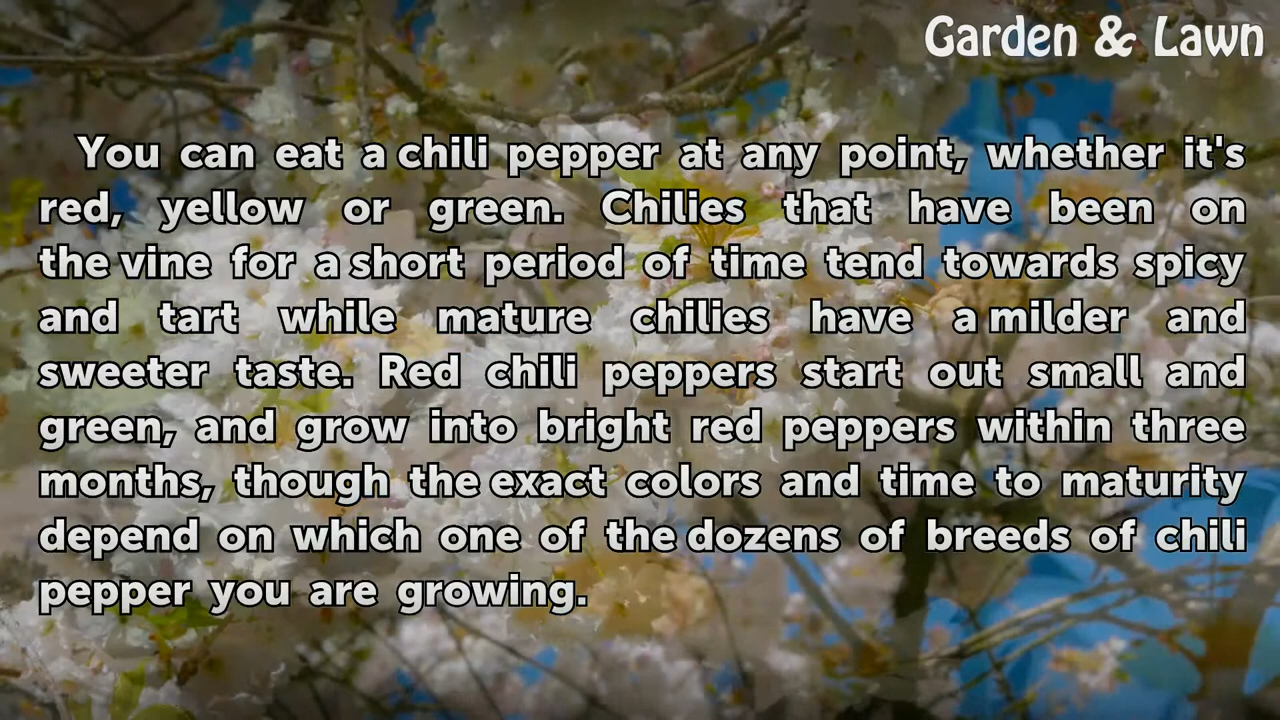 Garden & Lawn
You can eat a chili pepper at any point, whether it's
red, yellow or green. Chilies that have been on
the vine for a short period of time tend towards spicy
and tart while mature chilies have a milder and
sweeter taste. Red chili peppers start out small and
green, and grow into bright red peppers within three
months, though the exact colors and time to maturity
depend on which one of the dozens of breeds of chili
pepper you are growing.